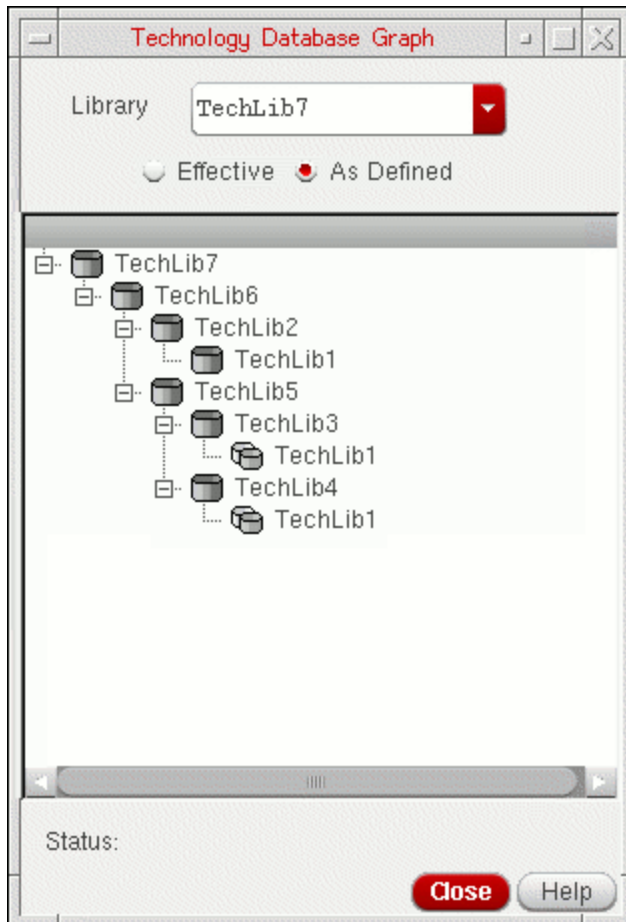 Technology Database Graph
Library TechLib7
Effective As Defined
TechLib7
TechLib6
TechLib2
TechLib1
TechLib5
TechLib3
TechLib1
TechLib4
TechLib1
Status:
Close Help